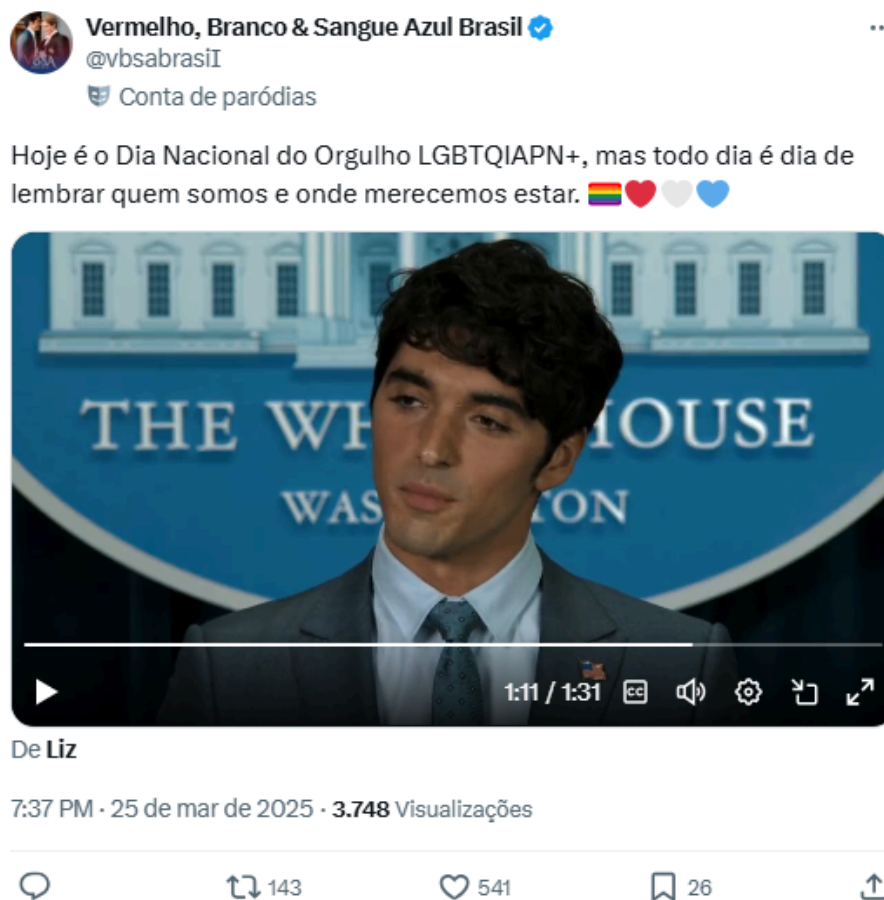 Vermelho, Branco & Sangue Azul Brasil
@vbsabrasiI
Conta de paródias
Hoje é o Dia Nacional do Orgulho LGBTQIAPN+, mas todo dia é dia de
lembrar quem somos e onde merecemos estar. 🏳️‍🌈❤️🤍💙
THE WH OUSE
WAS TON
1:11 / 1:31 CC
De Liz
7:37 PM · 25 de mar de 2025 · 3.748 Visualizações
143 541 26